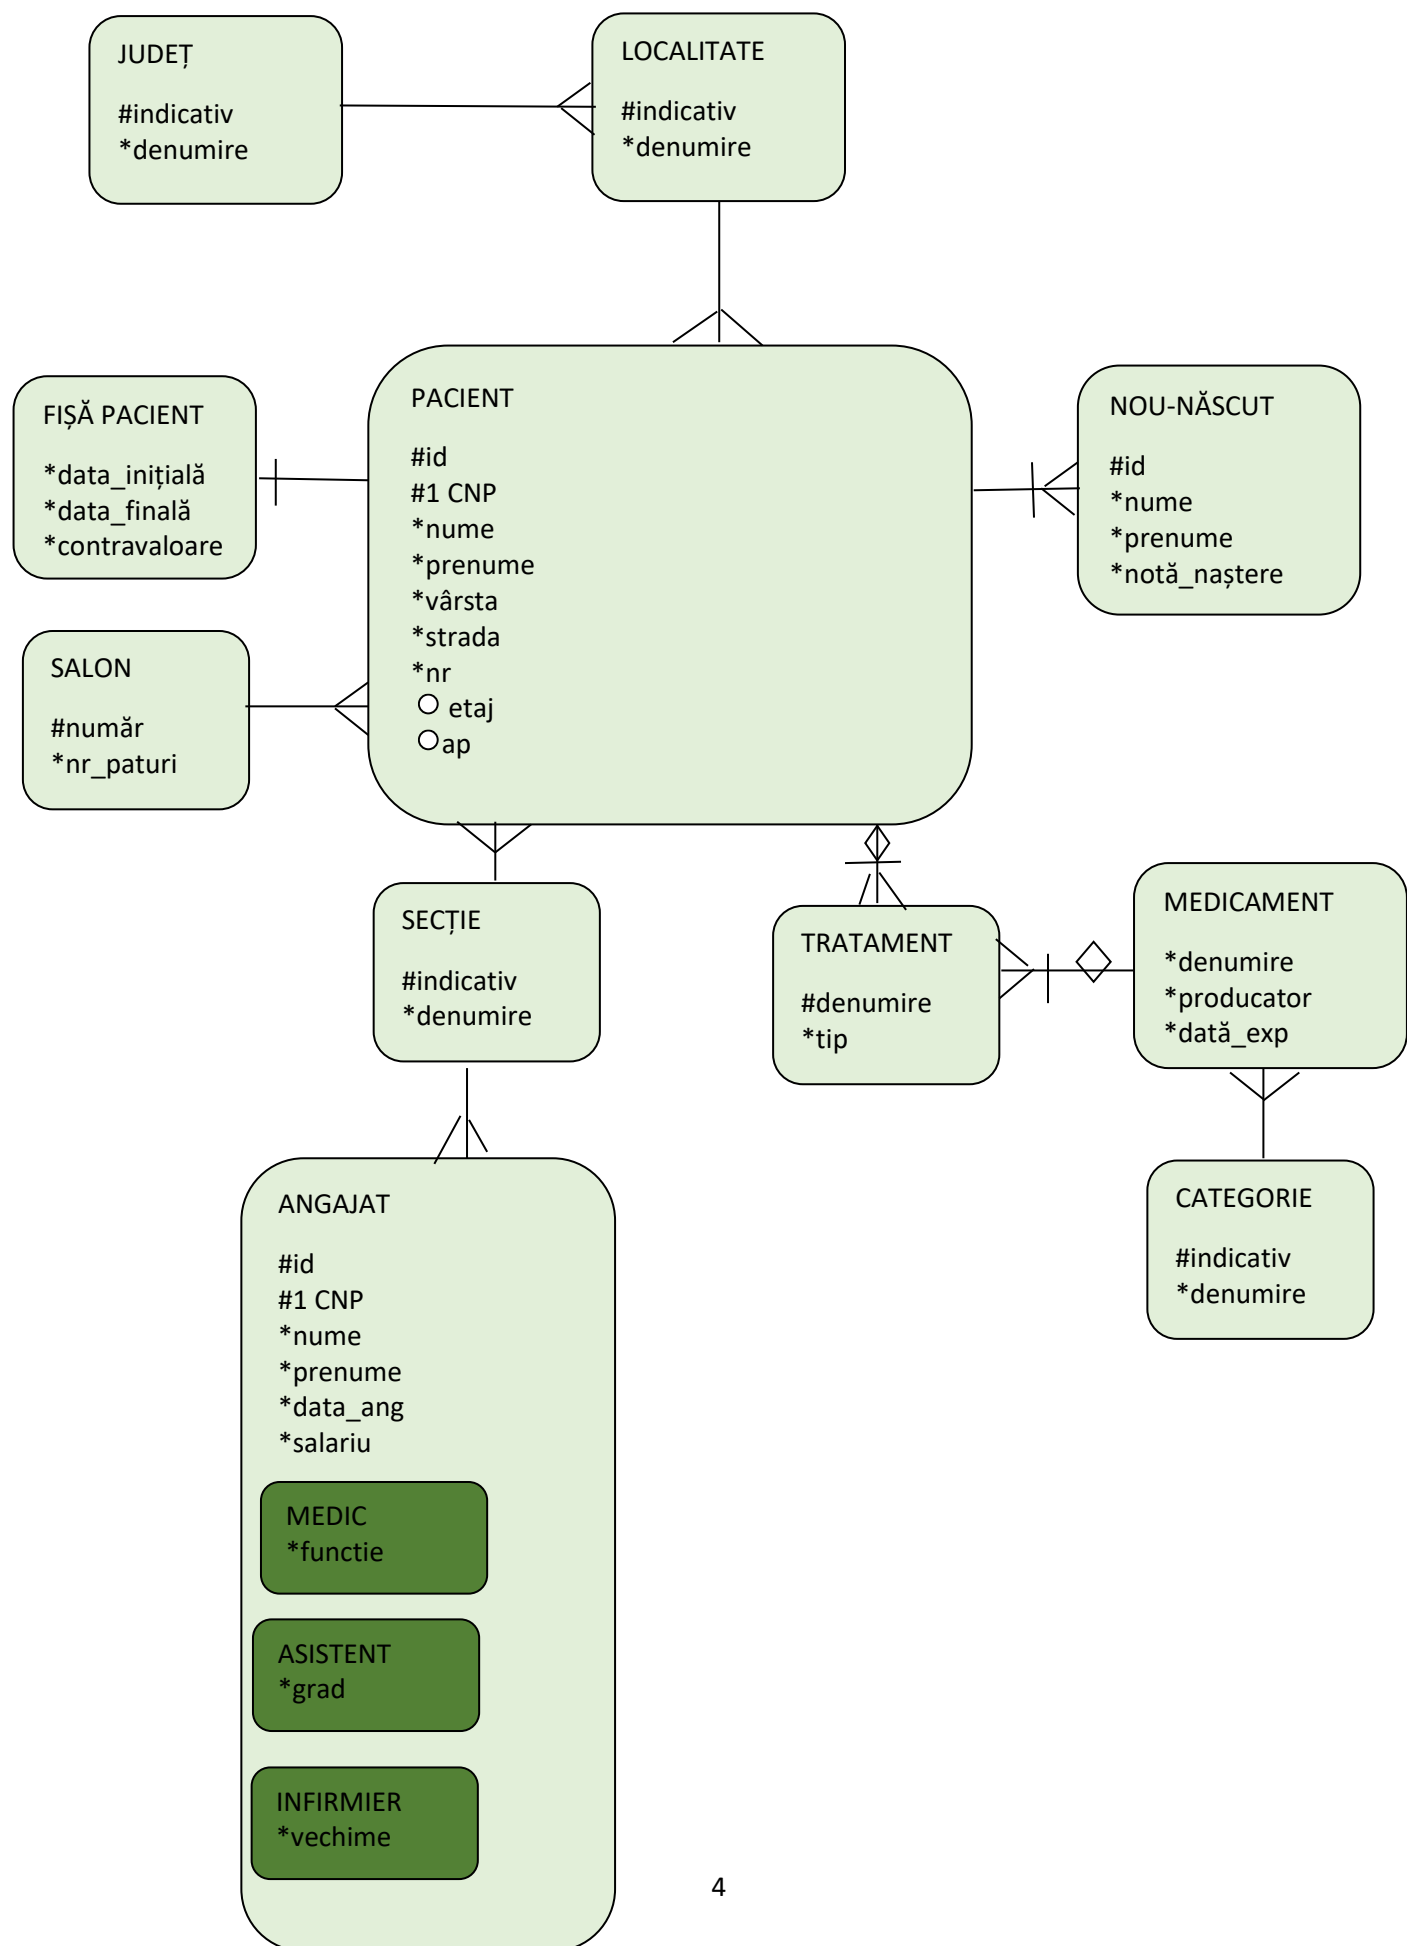 JUDEȚ
#indicativ
*denumire
LOCALITATE
#indicativ
*denumire
FIȘĂ PACIENT
*data_inițială
*data_finală
*contravaloare
PACIENT
#id
#1 CNP
*nume
*prenume
*vârsta
*strada
*nr
etaj
ap
NOU-NĂSCUT
#id
*nume
*prenume
*notă_naștere
SALON
#număr
*nr_paturi
SECȚIE
#indicativ
*denumire
TRATAMENT
#denumire
*tip
MEDICAMENT
*denumire
*producator
*dată_exp
CATEGORIE
#indicativ
*denumire
ANGAJAT
#id
#1 CNP
*nume
*prenume
*data_ang
*salariu
MEDIC
*functie
ASISTENT
*grad
INFIRMIER
*vechime
4